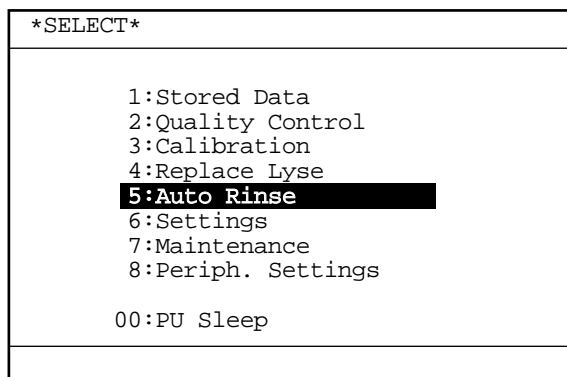 *SELECT*
1:Stored Data
2:Quality Control
3:Calibration
4:Replace Lyse
5:Auto Rinse
6:Settings
7:Maintenance
8:Periph. Settings
00:PU Sleep